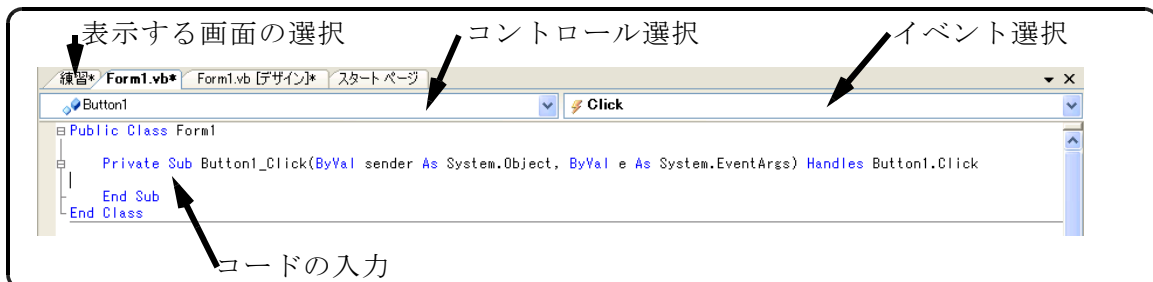 表示する画面の選択 コントロール選択 イベント選択
練習* Form1.vb* Form1.vb [デザイン]* スタート ページ
Button1 Click
Public Class Form1
Private Sub Button1_Click(ByVal sender As System.Object, ByVal e As System.EventArgs) Handles Button1.Click
End Sub
End Class
コードの入力